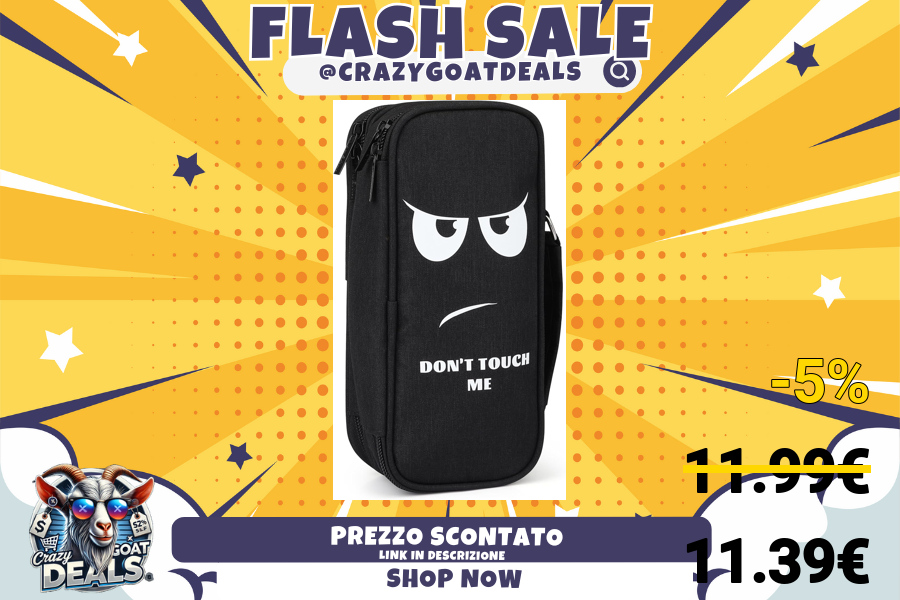 FLASH SALE
@CRAZYGOATDEALS
DON'T TOUCH
ME
-5%
11.99€
PREZZO SCONTATO
LINK IN DESCRIZIONE
SHOP NOW
11.39€
$
52%
Crazy
GOAT
DEALS